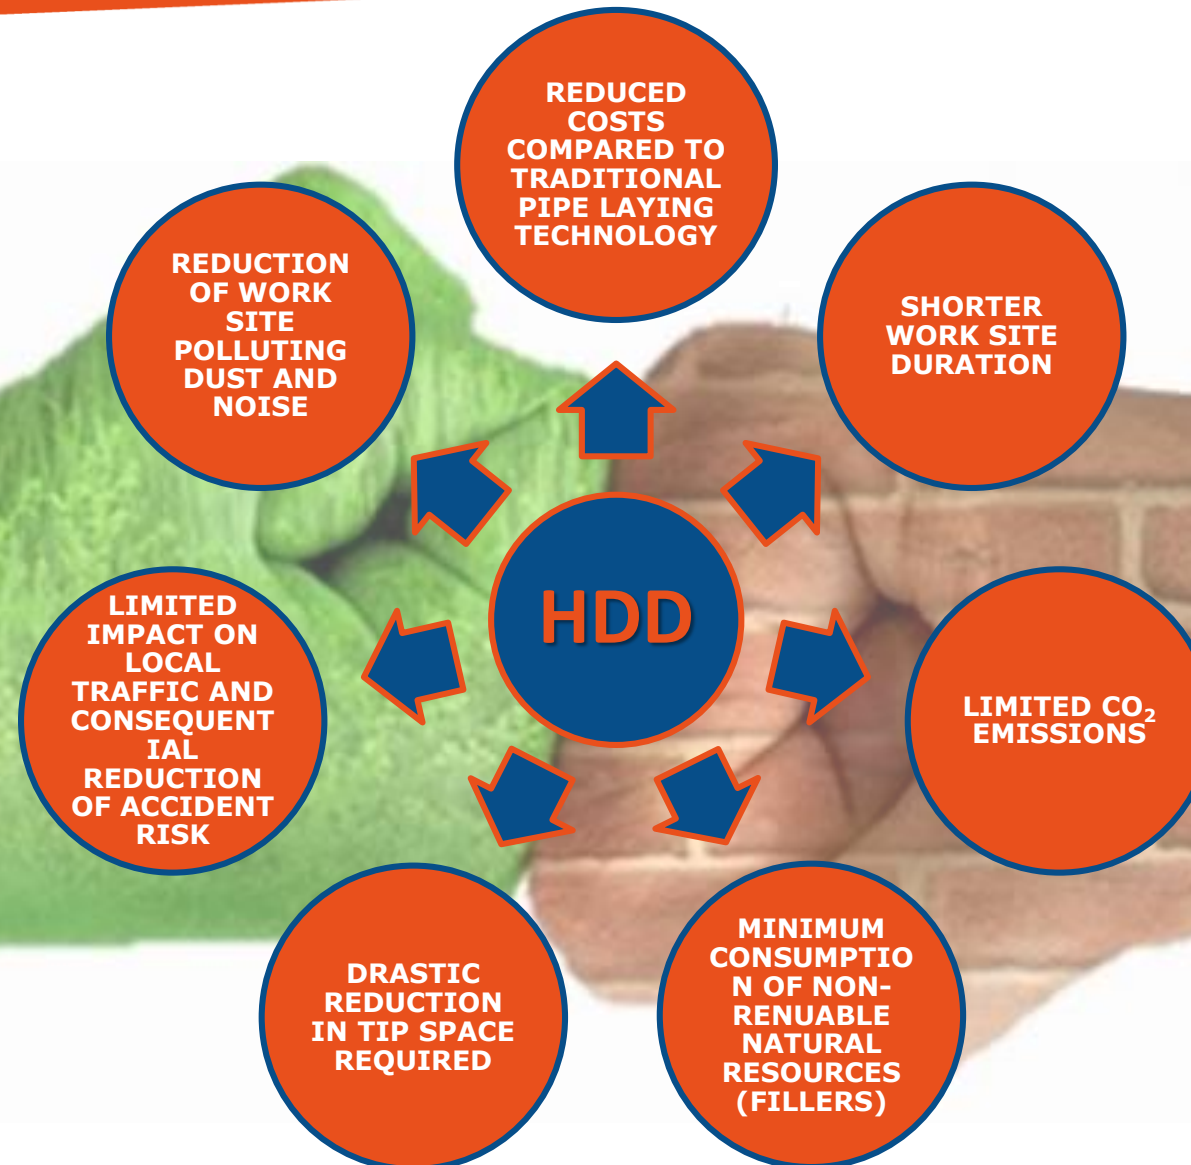 REDUCED
COSTS
COMPARED TO
TRADITIONAL
PIPE LAYING
TECHNOLOGY
SHORTER
WORK SITE
DURATION
LIMITED CO₂
EMISSIONS
MINIMUM
CONSUMPTIO
N OF NON-
RENUABLE
NATURAL
RESOURCES
(FILLERS)
DRASTIC
REDUCTION
IN TIP SPACE
REQUIRED
LIMITED
IMPACT ON
LOCAL
TRAFFIC AND
CONSEQUENT
IAL
REDUCTION
OF ACCIDENT
RISK
REDUCTION
OF WORK
SITE
POLLUTING
DUST AND
NOISE
HDD